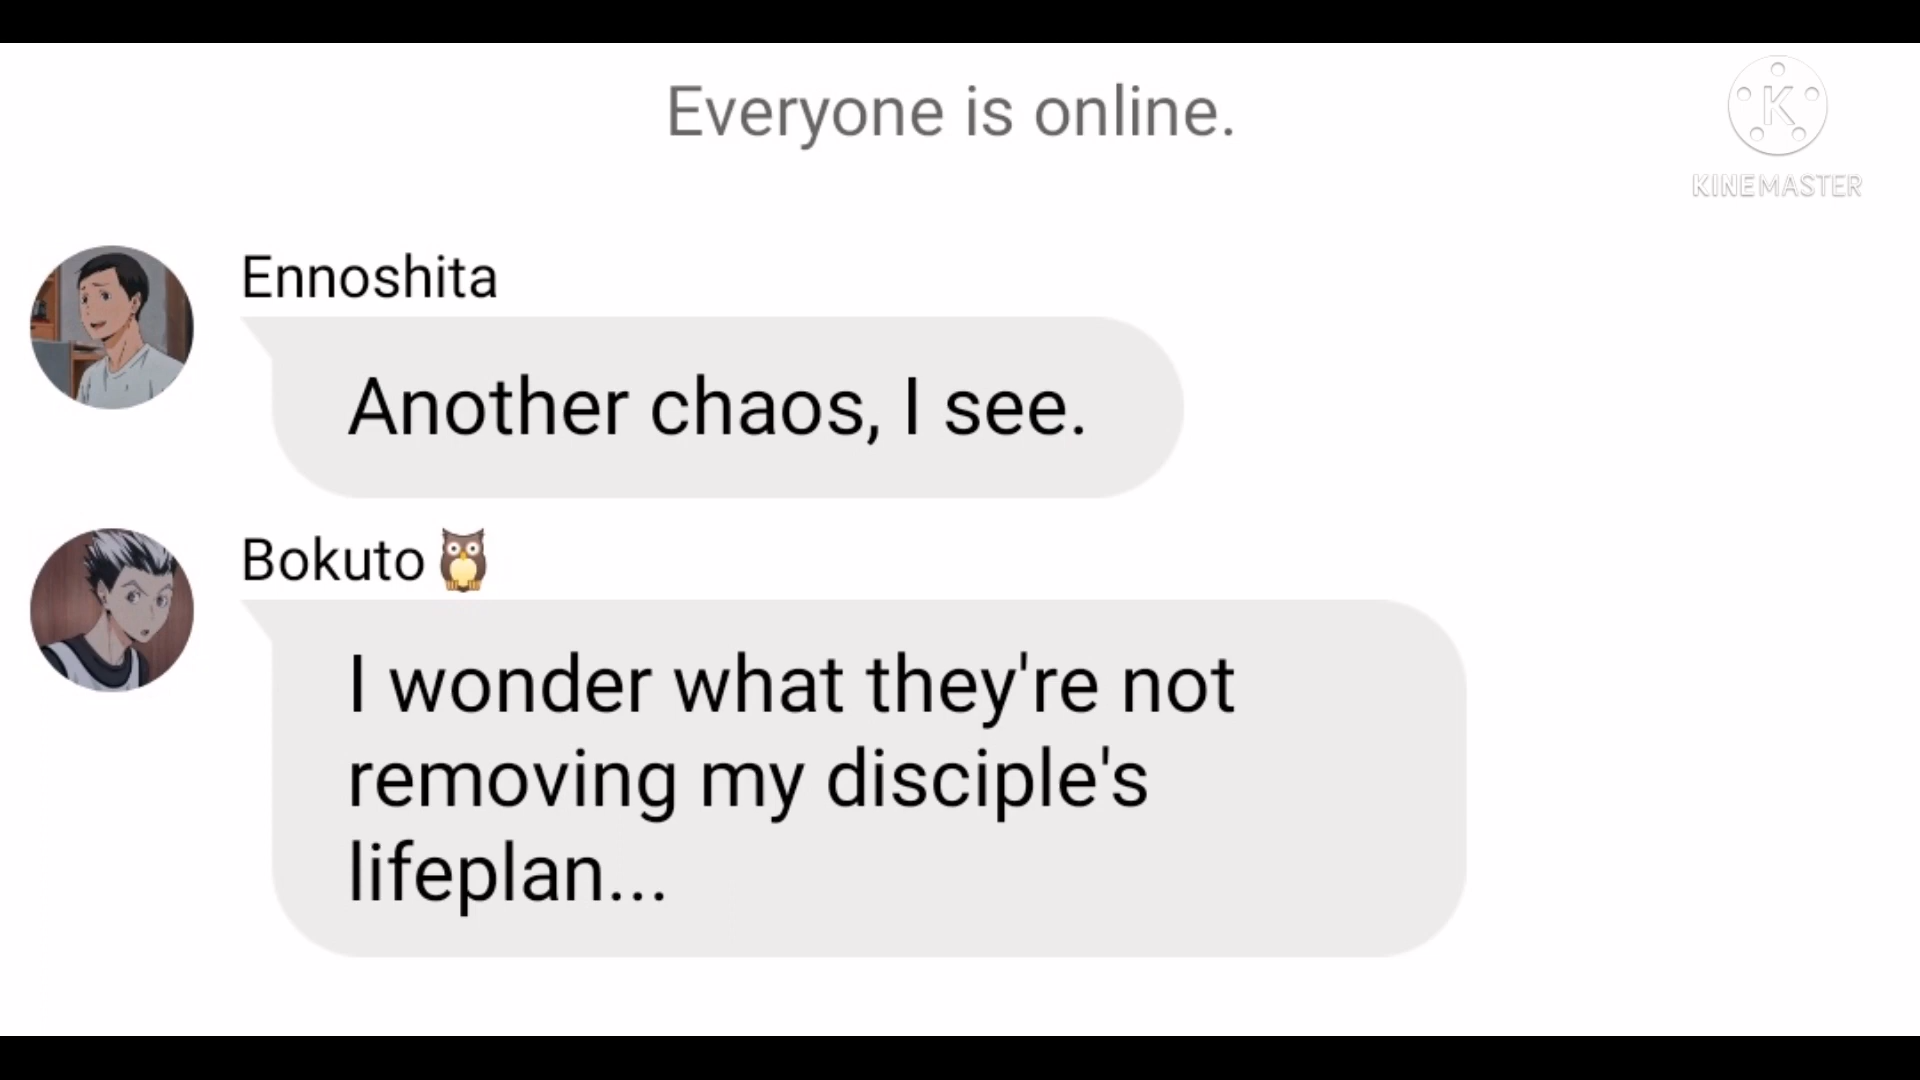 Everyone is online.
K
KINEMASTER
Ennoshita
Another chaos, I see.
Bokuto🦉
I wonder what they're not
removing my disciple's
lifeplan...